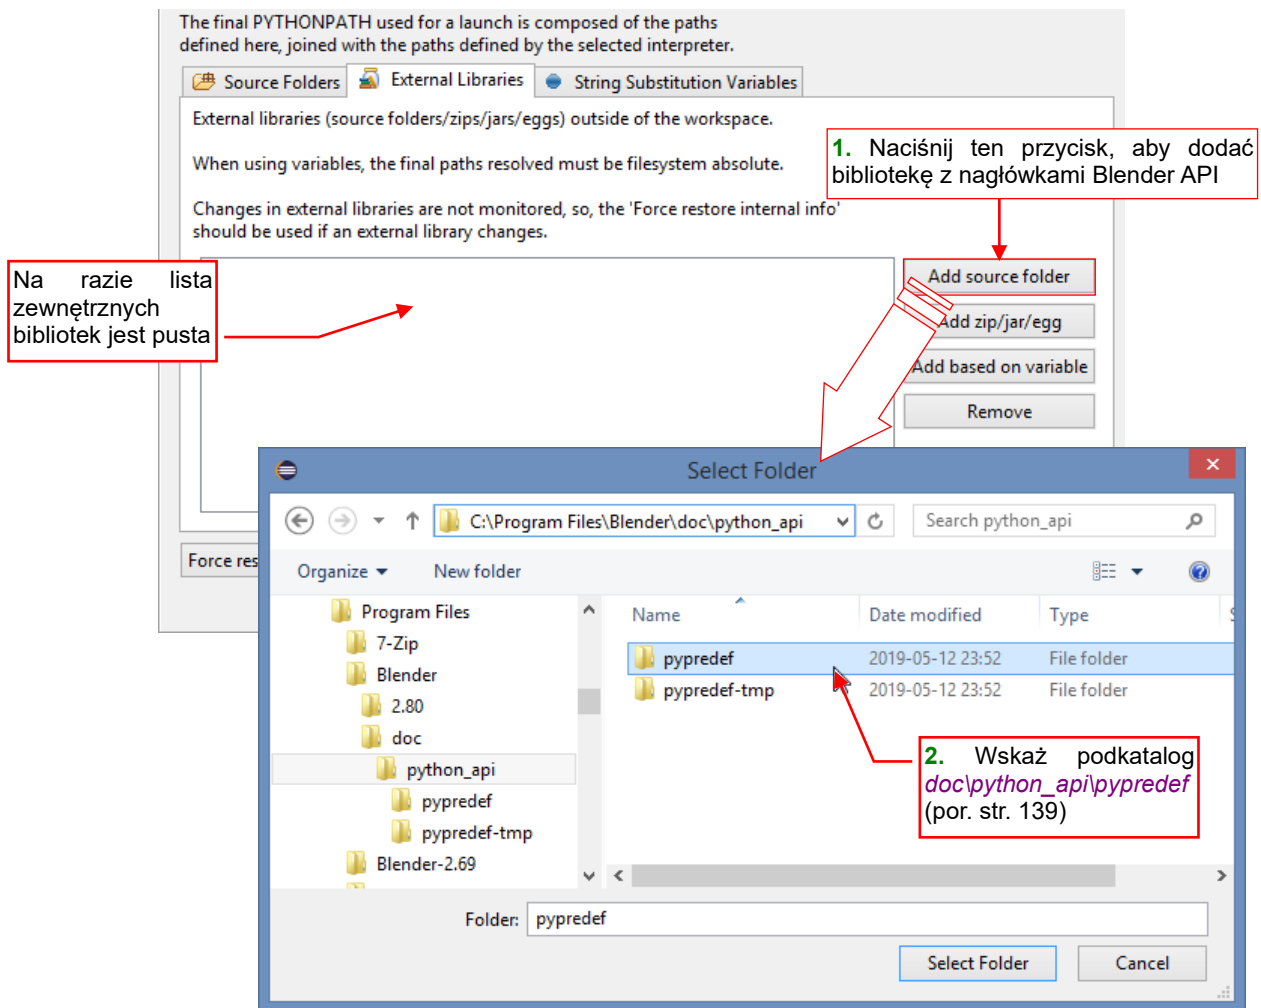 The final PYTHONPATH used for a launch is composed of the paths
defined here, joined with the paths defined by the selected interpreter.
Source Folders External Libraries String Substitution Variables
External libraries (source folders/zips/jars/eggs) outside of the workspace.
When using variables, the final paths resolved must be filesystem absolute.
Changes in external libraries are not monitored, so, the 'Force restore internal info'
should be used if an external library changes.
1. Naciśnij ten przycisk, aby dodać
bibliotekę z nagłówkami Blender API
Na razie lista
zewnętrznych
bibliotek jest pusta
Add source folder
Add zip/jar/egg
Add based on variable
Remove
Force res
Select Folder
C:\Program Files\Blender\doc\python_api
Search python_api
Organize New folder
Program Files
7-Zip
Blender
2.80
doc
python_api
pypredef
pypredef-tmp
Blender-2.69
Name Date modified Type
pypredef 2019-05-12 23:52 File folder
pypredef-tmp 2019-05-12 23:52 File folder
2. Wskaż podkatalog
doc\python_api\pypredef
(por. str. 139)
Folder: pypredef
Select Folder Cancel